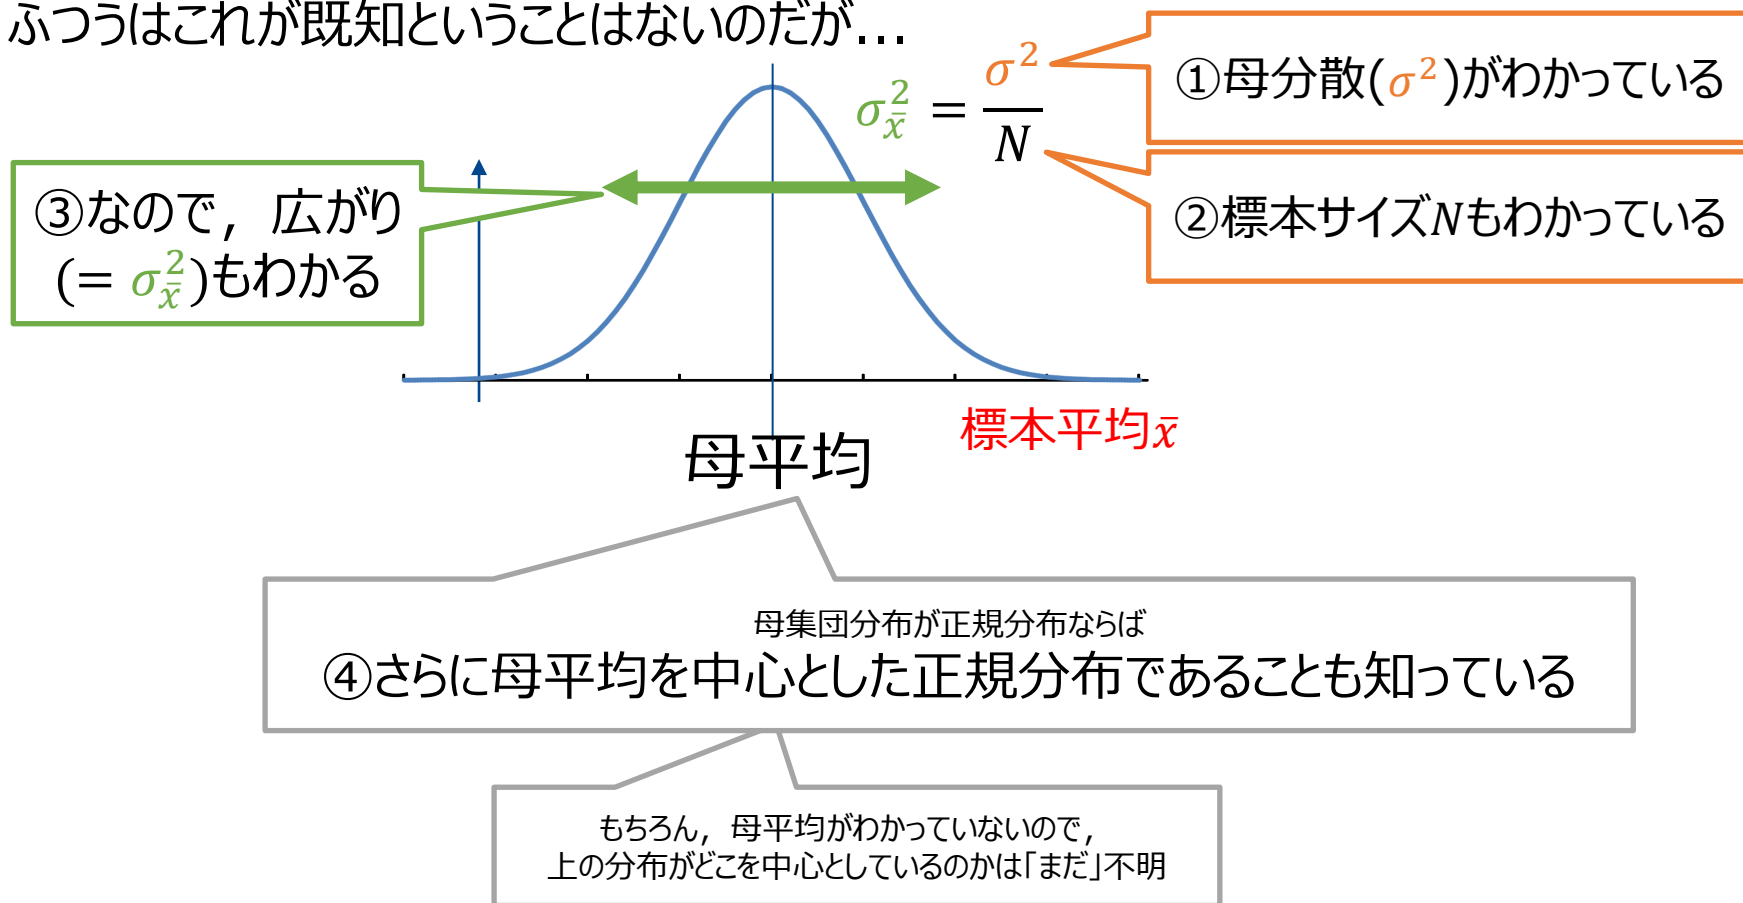 ふつうはこれが既知ということはないのだが…
σ_x̄^2 = σ^2 / N
①母分散(σ^2)がわかっている
②標本サイズNもわかっている
③なので，広がり
(= σ_x̄^2)もわかる
標本平均x̄
母平均
母集団分布が正規分布ならば
④さらに母平均を中心とした正規分布であることも知っている
もちろん，母平均がわかっていないので，
上の分布がどこを中心としているのかは「まだ」不明